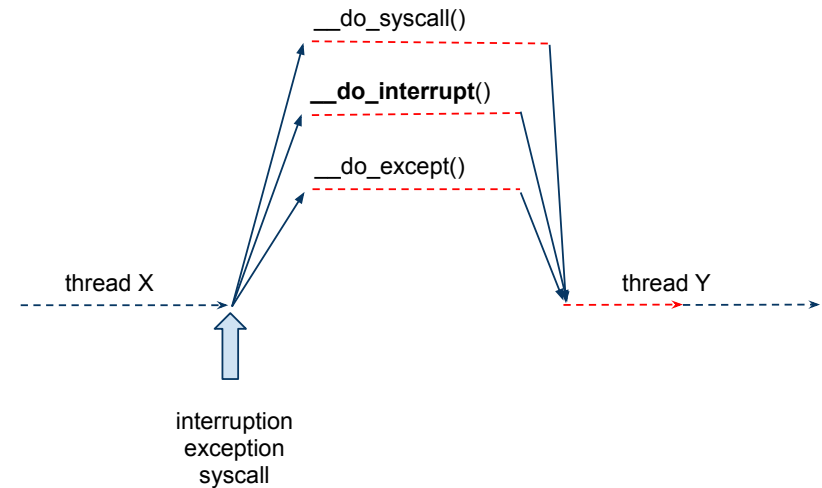 __do_syscall()
__do_interrupt()
__do_except()
thread X
thread Y
interruption
exception
syscall